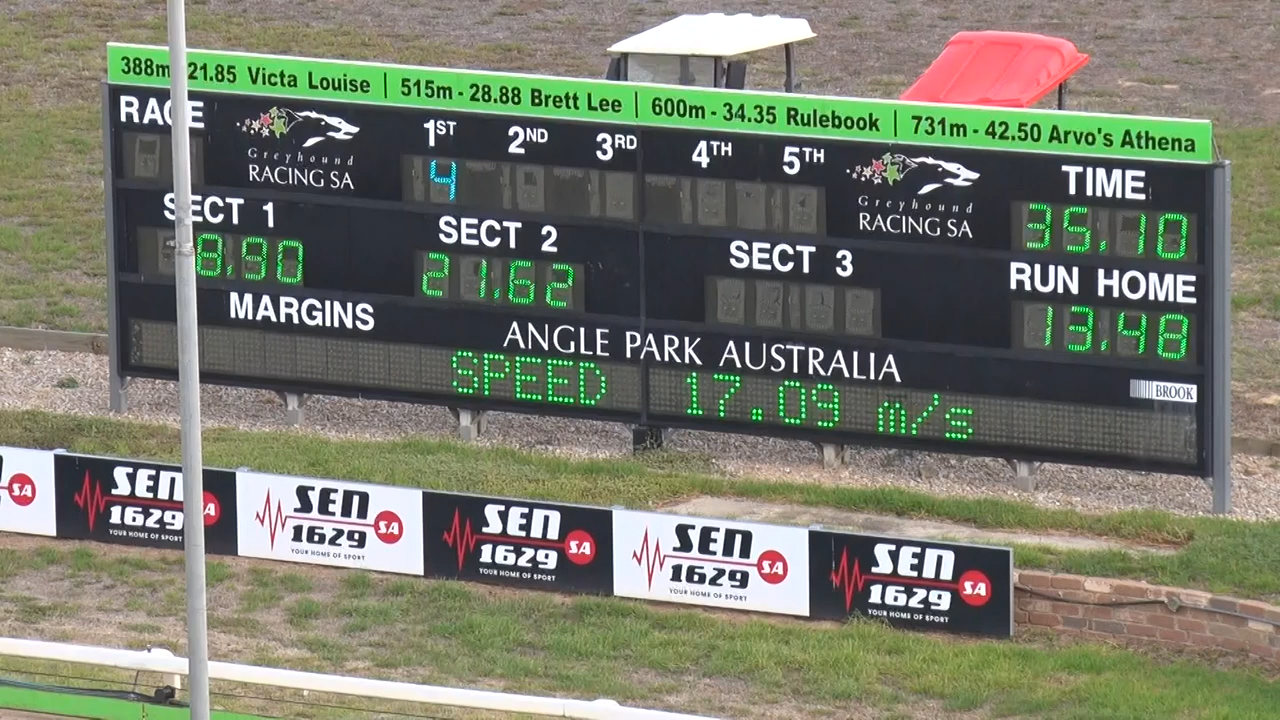 388m - 21.85 Victa Louise | 515m - 28.88 Brett Lee | 600m - 34.35 Rulebook | 731m - 42.50 Arvo's Athena
RACE
Greyhound
RACING SA
1ST 2ND 3RD 4TH 5TH
4
Greyhound
RACING SA
TIME
35.10
SECT 1
8.90
SECT 2
21.62
SECT 3
RUN HOME
13.48
MARGINS
ANGLE PARK AUSTRALIA
SPEED 17.09 m/s
BROOK
SA
SEN
1629
SA
YOUR HOME OF SPORT
SEN
1629
SA
YOUR HOME OF SPORT
SEN
1629
SA
YOUR HOME OF SPORT
SEN
1629
SA
YOUR HOME OF SPORT
SEN
1629
SA
YOUR HOME OF SPORT